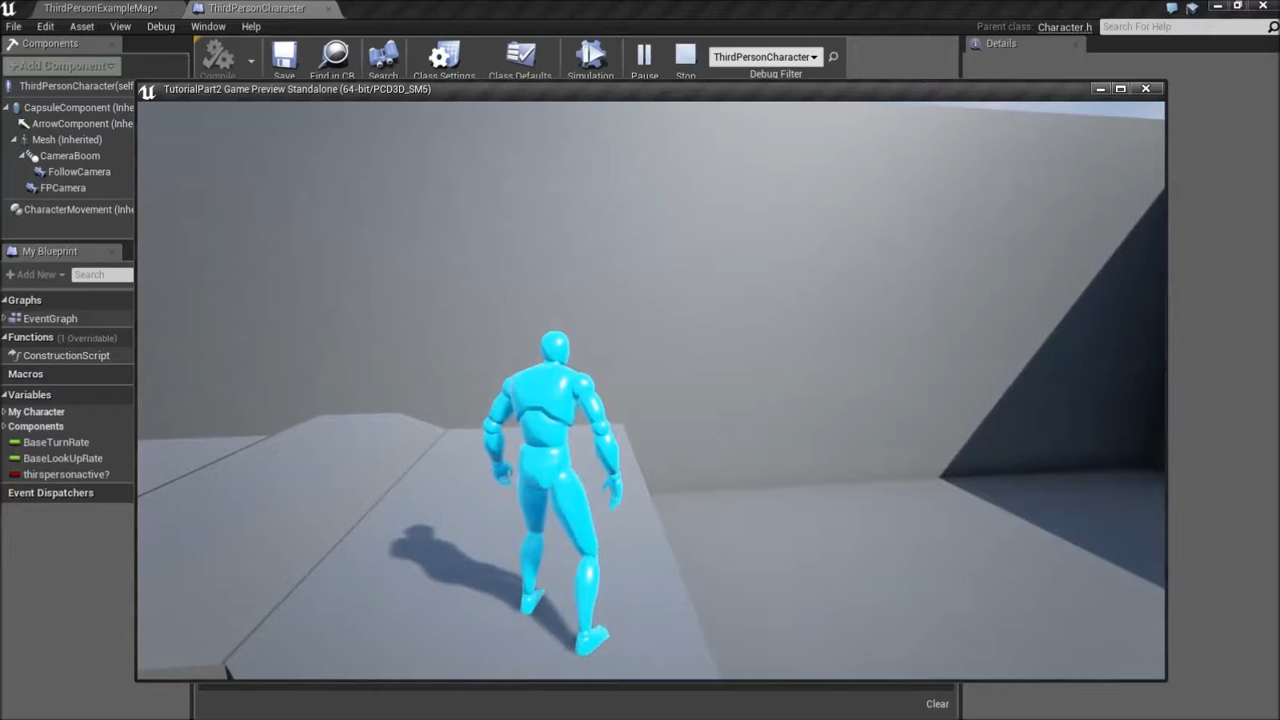 ThirdPersonExampleMap*
ThirdPersonCharacter
File Edit Asset View Debug Window Help
Parent class: Character.h
Search For Help
Components
Details
+Add Component
Compile Save Find in CB Search Class Settings Class Defaults Simulation Pause Stop
ThirdPersonCharacter
Debug Filter
ThirdPersonCharacter(self
TutorialPart2 Game Preview Standalone (64-bit/PCD3D_SM5)
CapsuleComponent (Inhe
ArrowComponent (Inhe
Mesh (Inherited)
CameraBoom
FollowCamera
FPCamera
CharacterMovement (Inhe
My Blueprint
+Add New
Search
Graphs
EventGraph
Functions (1 Overridable)
ConstructionScript
Macros
Variables
My Character
Components
BaseTurnRate
BaseLookUpRate
thirspersonactive?
Event Dispatchers
Clear